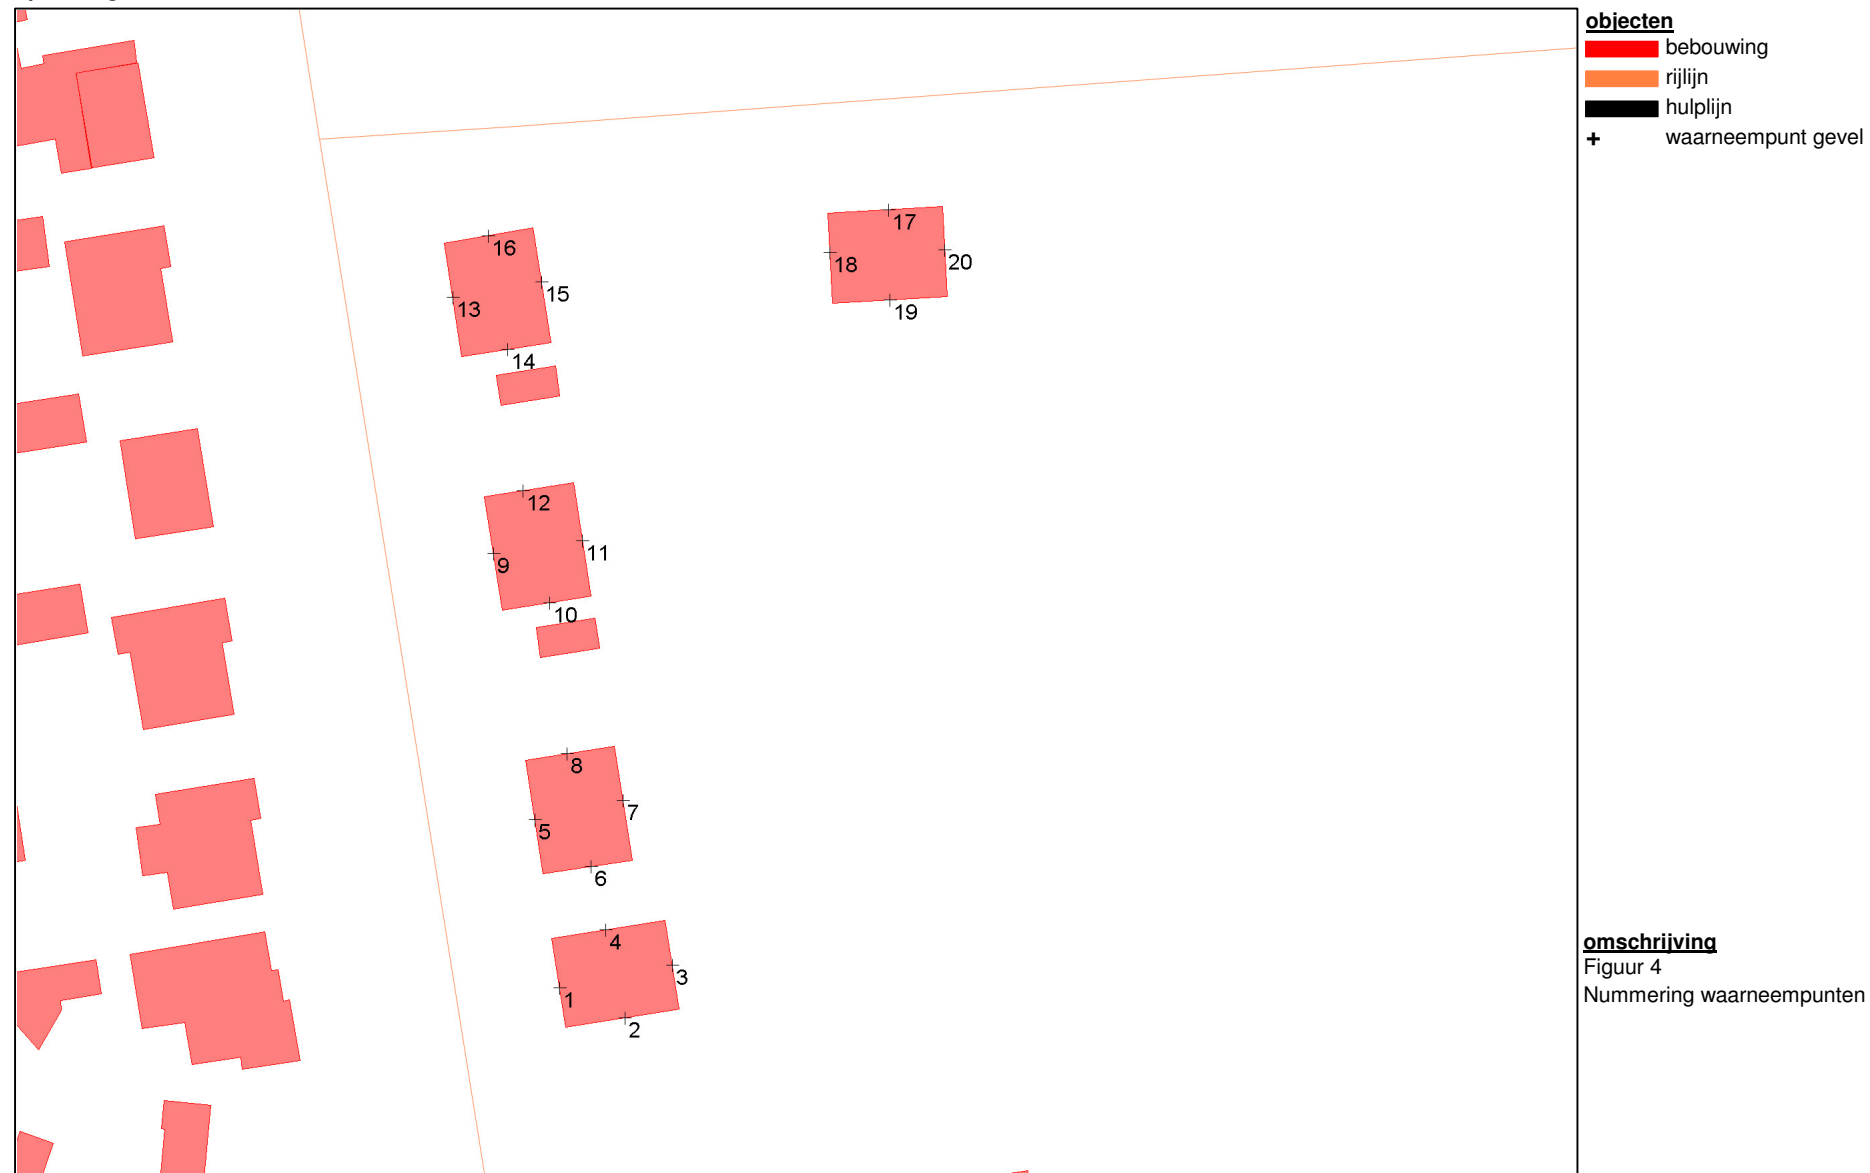 objecten
bebouwing
rijlijn
hulplijn
+ waarneempunt gevel
17
16
18
20
15
13
19
14
12
11
9
10
8
7
5
6
4
3
1
2
omschrijving
Figuur 4
Nummering waarneempunten